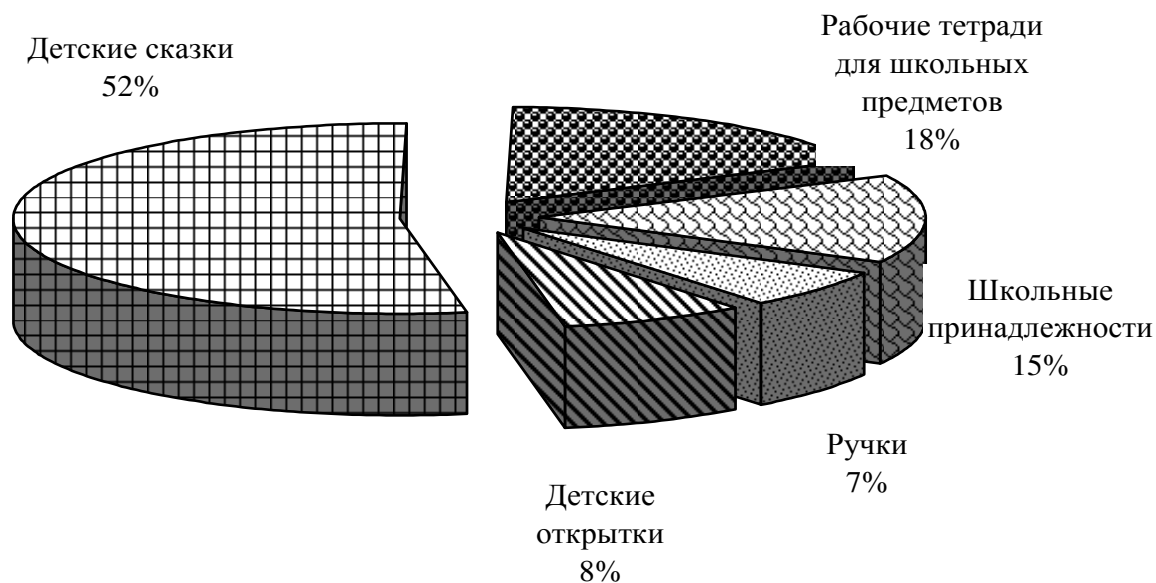 Детские сказки
52%
Рабочие тетради
для школьных
предметов
18%
Школьные
принадлежности
15%
Ручки
7%
Детские
открытки
8%